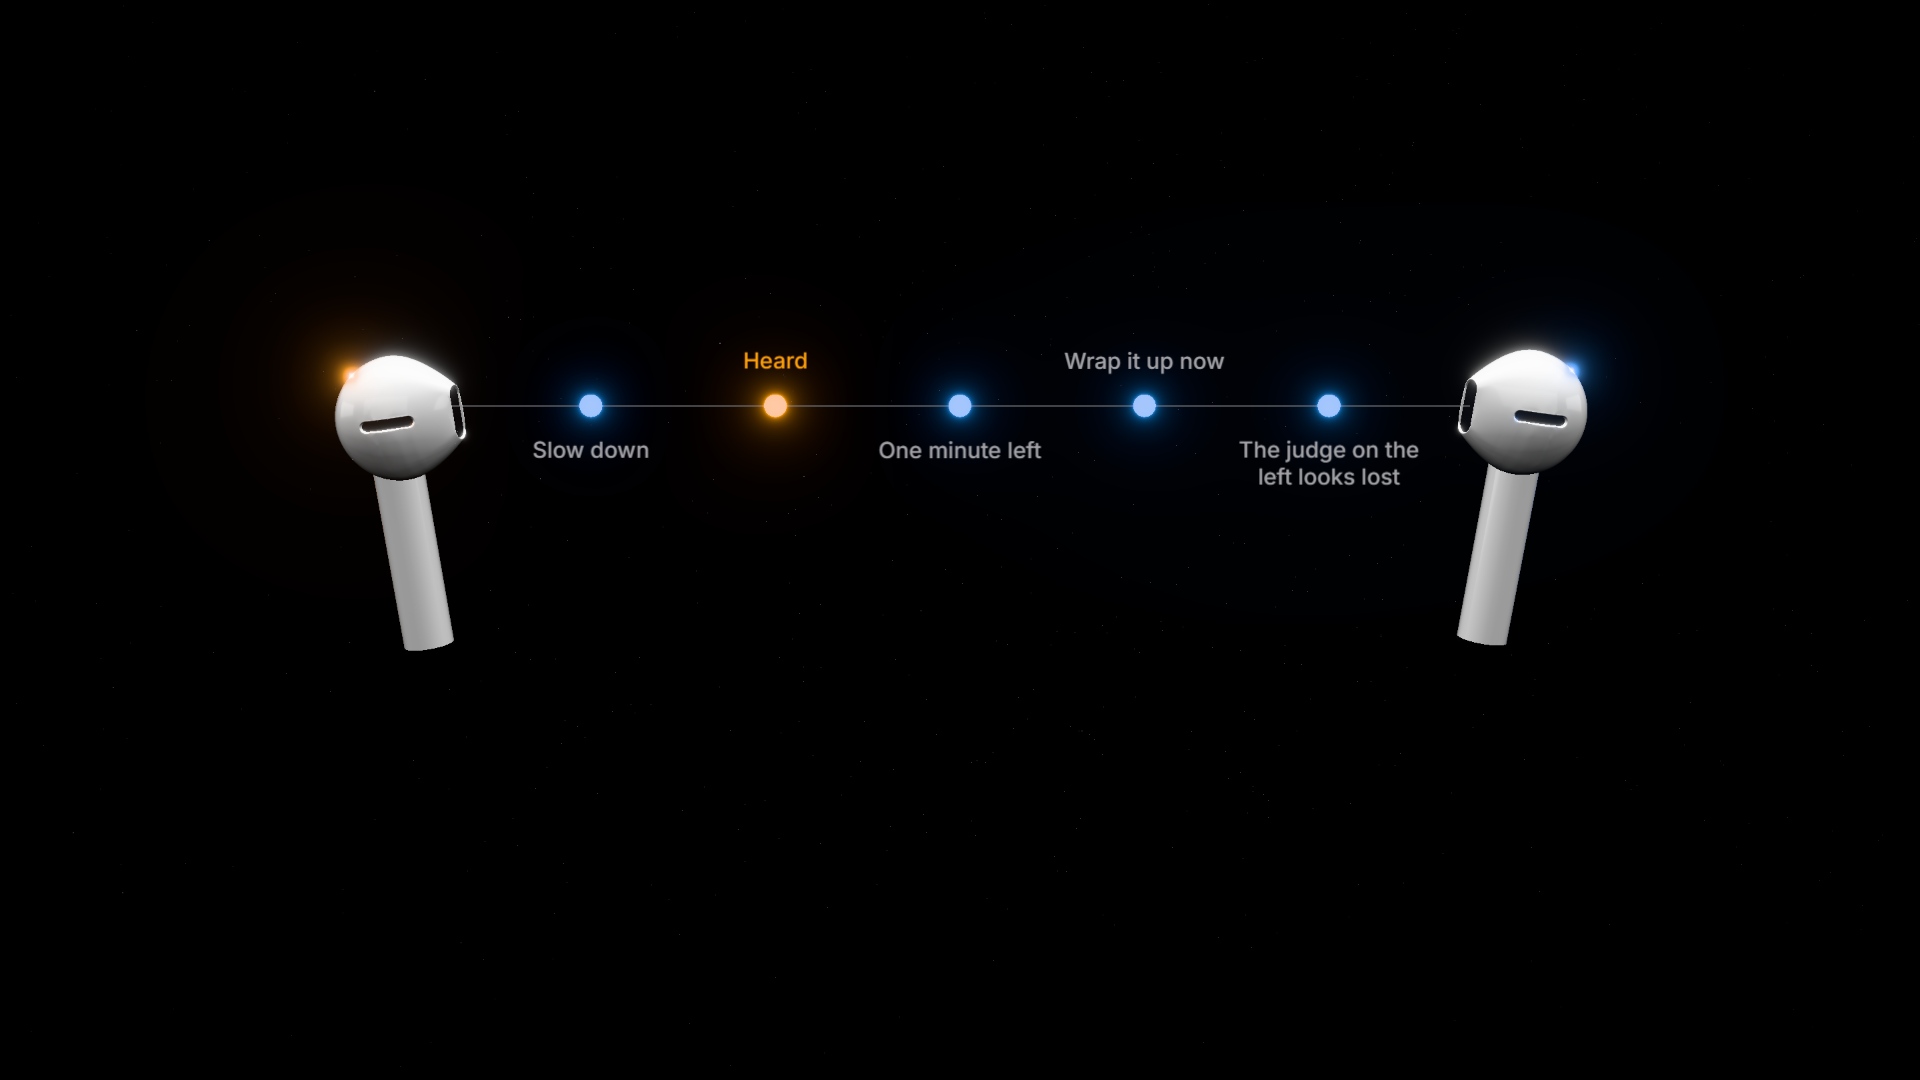 Slow down
Heard
One minute left
Wrap it up now
The judge on the
left looks lost